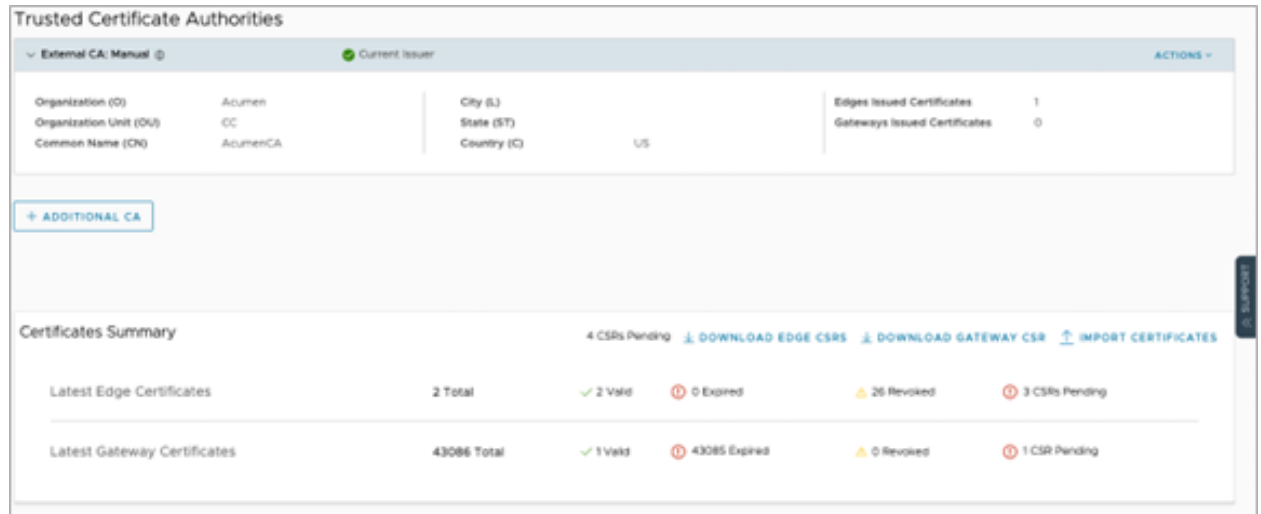 Trusted Certificate Authorities
External CA: Manual
Current Issuer
ACTIONS
Organization (O) Acumen
Organization Unit (OU) CC
Common Name (CN) AcumenCA
City (L)
State (ST)
Country (C) US
Edges Issued Certificates 1
Gateways Issued Certificates 0
+ ADDITIONAL CA
SUPPORT
Certificates Summary
4 CSRs Pending DOWNLOAD EDGE CSRS DOWNLOAD GATEWAY CSR IMPORT CERTIFICATES
Latest Edge Certificates 2 Total 2 Valid 0 Expired 26 Revoked 3 CSRs Pending
Latest Gateway Certificates 43086 Total 1 Valid 43085 Expired 0 Revoked 1 CSR Pending